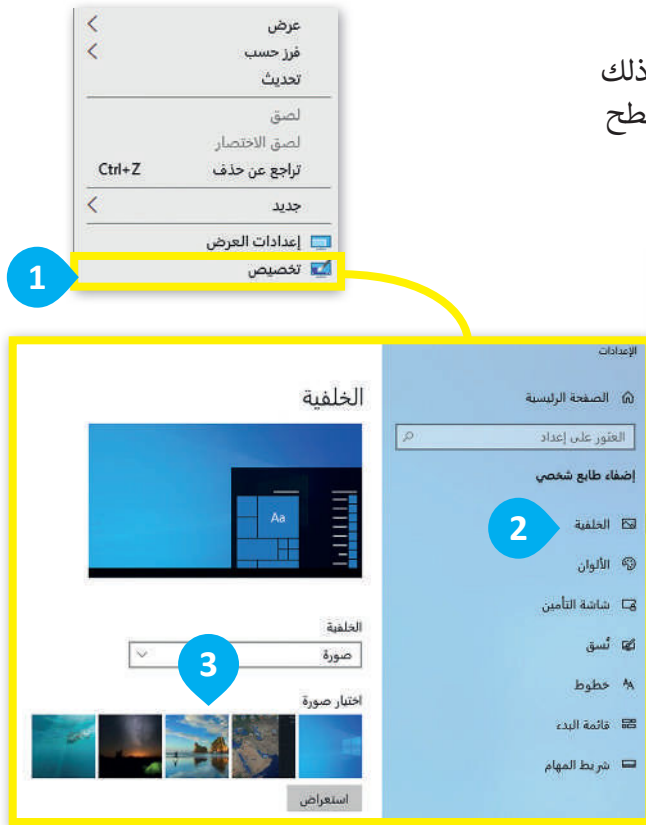 ذلك
طح
عرض
فرز حسب
تحديث
لصق
لصق الاختصار
تراجع عن حذف Ctrl+Z
جديد
إعدادات العرض
تخصيص
1
الإعدادات
الصفحة الرئيسية
العثور على إعداد
إضفاء طابع شخصي
الخلفية
2
الألوان
شاشة التأمين
نُسق
خطوط
قائمة البدء
شريط المهام
الخلفية
Aa
الخلفية
صورة
3
اختيار صورة
استعراض